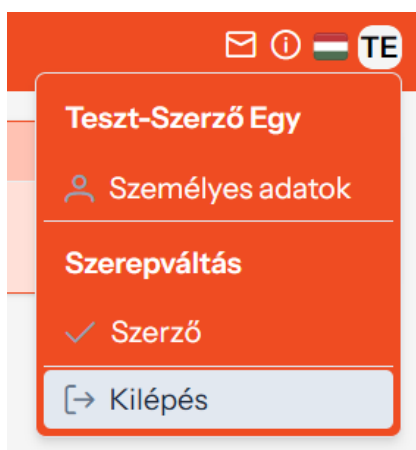 TE
Teszt-Szerző Egy
Személyes adatok
Szerepváltás
Szerző
Kilépés